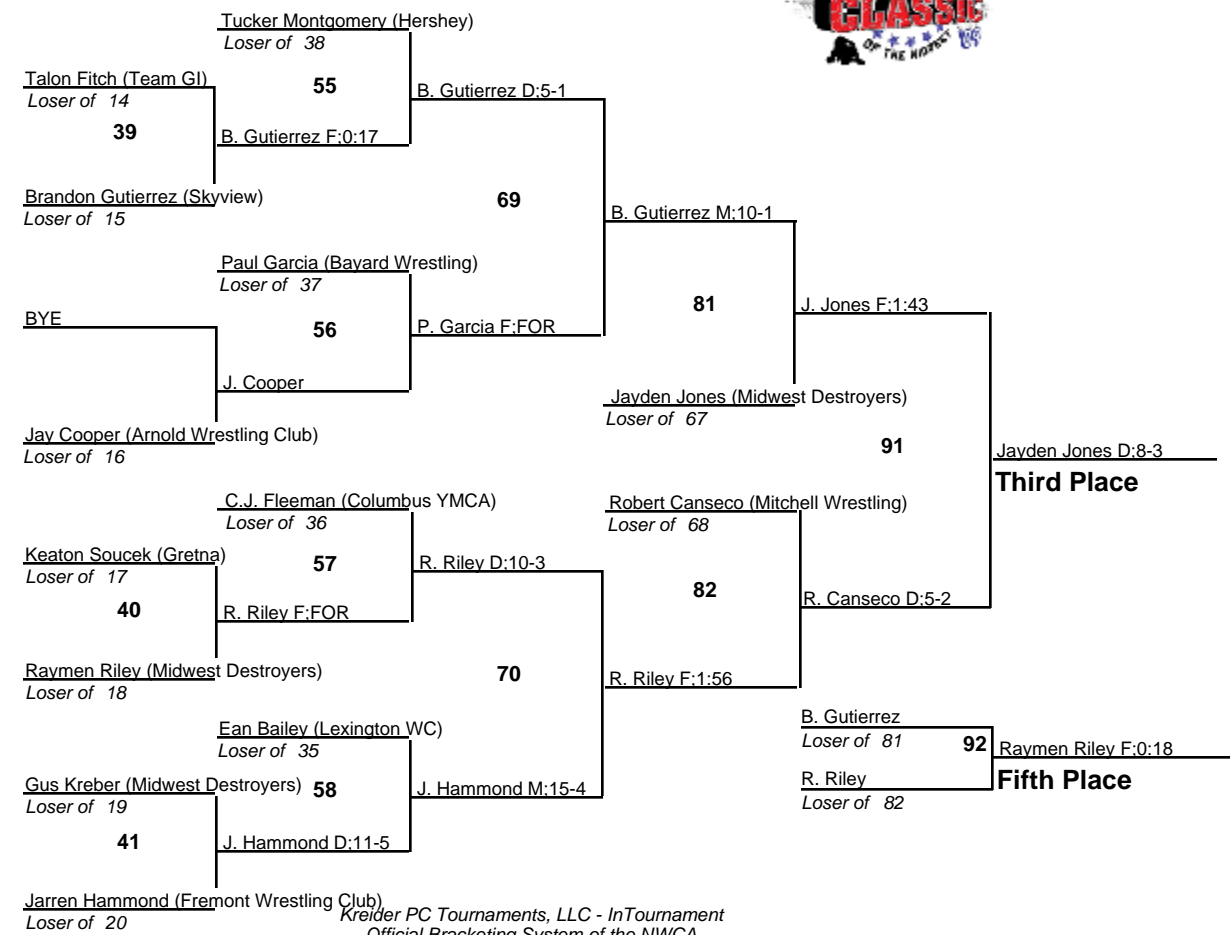 CLASSIC
OF THE MIDWEST
Tucker Montgomery (Hershey)
Loser of 38
Talon Fitch (Team GI)
Loser of 14
55
B. Gutierrez D;5-1
39
B. Gutierrez F;0:17
Brandon Gutierrez (Skyview)
Loser of 15
69
B. Gutierrez M;10-1
Paul Garcia (Bayard Wrestling)
Loser of 37
BYE
56
P. Garcia F;FOR
81
J. Jones F;1:43
J. Cooper
Jayden Jones (Midwest Destroyers)
Loser of 67
Jay Cooper (Arnold Wrestling Club)
Loser of 16
91
Jayden Jones D;8-3
Third Place
C.J. Fleeman (Columbus YMCA)
Loser of 36
Robert Canseco (Mitchell Wrestling)
Loser of 68
Keaton Soucek (Gretna)
Loser of 17
57
R. Riley D;10-3
40
R. Riley F;FOR
82
R. Canseco D;5-2
Raymen Riley (Midwest Destroyers)
Loser of 18
70
R. Riley F;1:56
Ean Bailey (Lexington WC)
Loser of 35
B. Gutierrez
Loser of 81
92
Raymen Riley F;0:18
Fifth Place
R. Riley
Loser of 82
Gus Kreber (Midwest Destroyers)
Loser of 19
58
J. Hammond M;15-4
41
J. Hammond D;11-5
Jarren Hammond (Fremont Wrestling Club)
Loser of 20
Kreider PC Tournaments, LLC - InTournament
Official Bracketing System of the NWCA